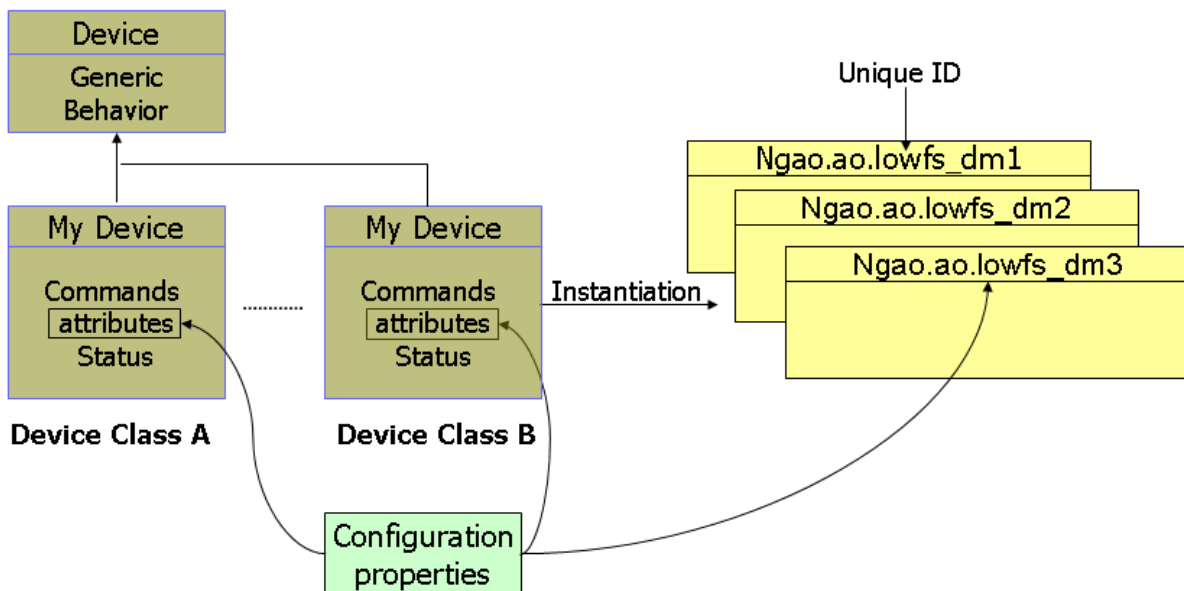 Device
Generic
Behavior
Unique ID
Ngao.ao.lowfs_dm1
Ngao.ao.lowfs_dm2
Ngao.ao.lowfs_dm3
My Device
Commands
attributes
Status
Device Class A
..............
My Device
Commands
attributes
Status
Device Class B
Instantiation
Configuration
properties